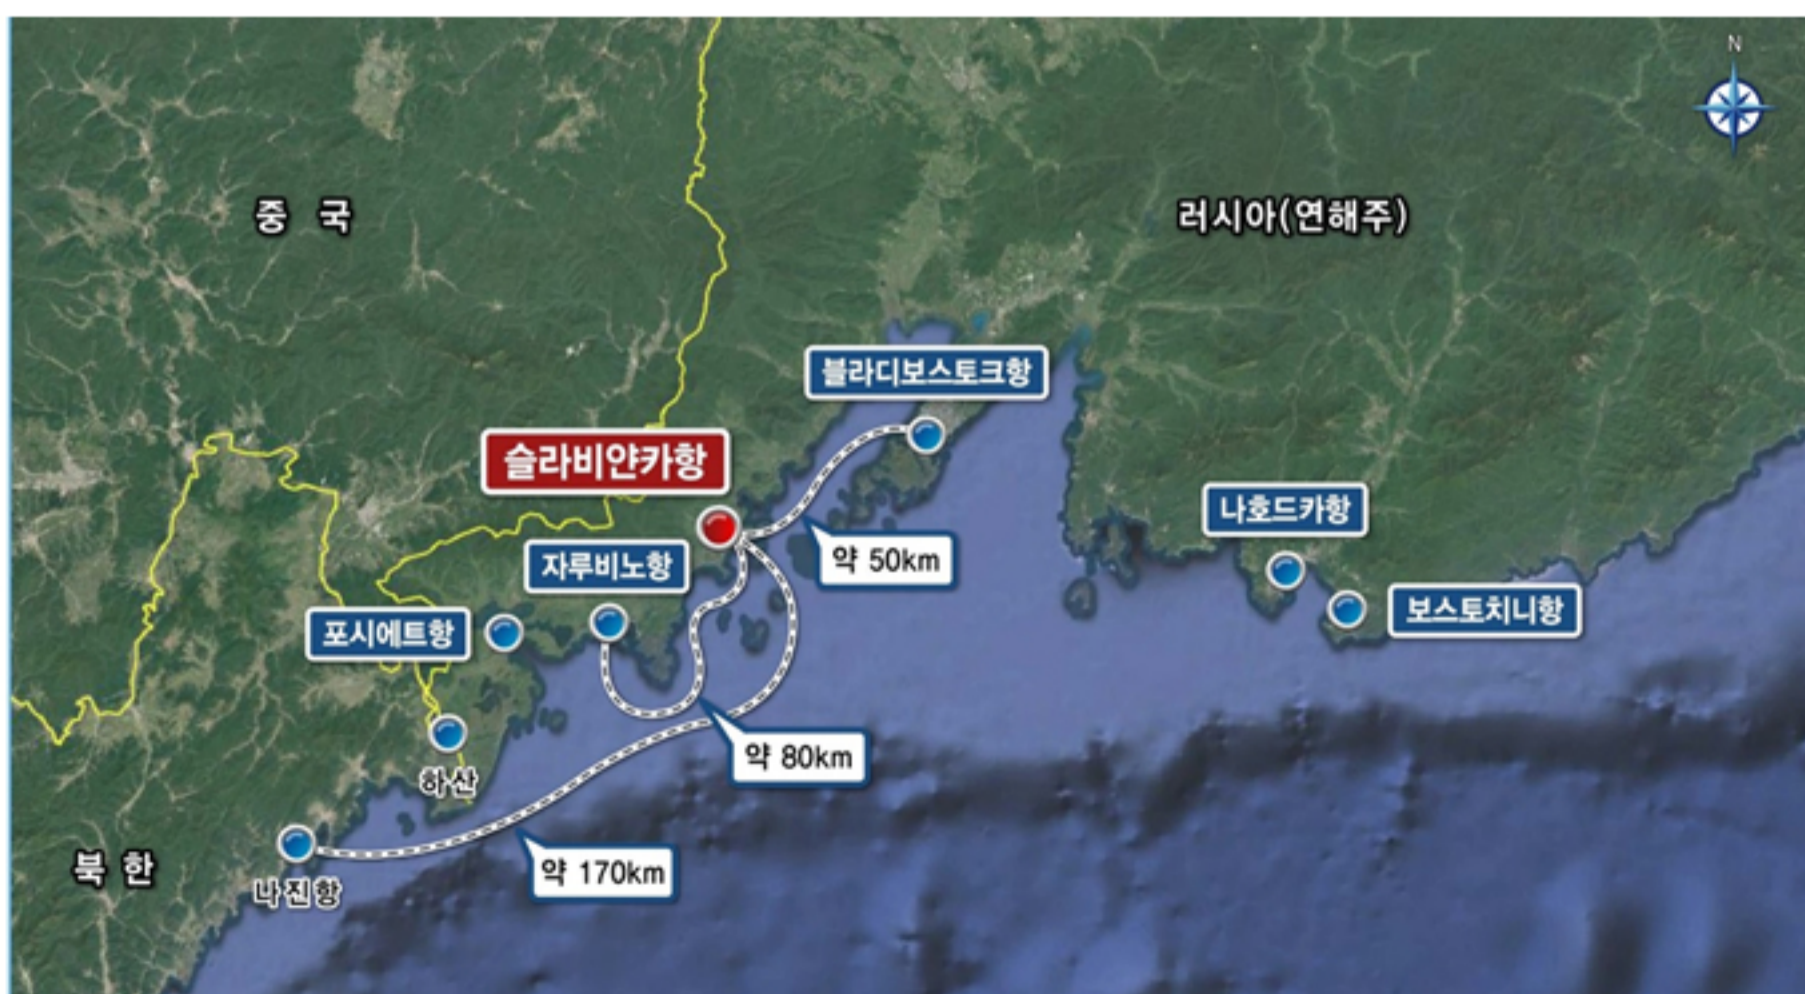 N
중 국
러시아(연해주)
블라디보스토크항
슬라비얀카항
나호드카항
약 50km
자루비노항
포시에트항
보스토치니항
약 80km
하산
북 한
나진항
약 170km